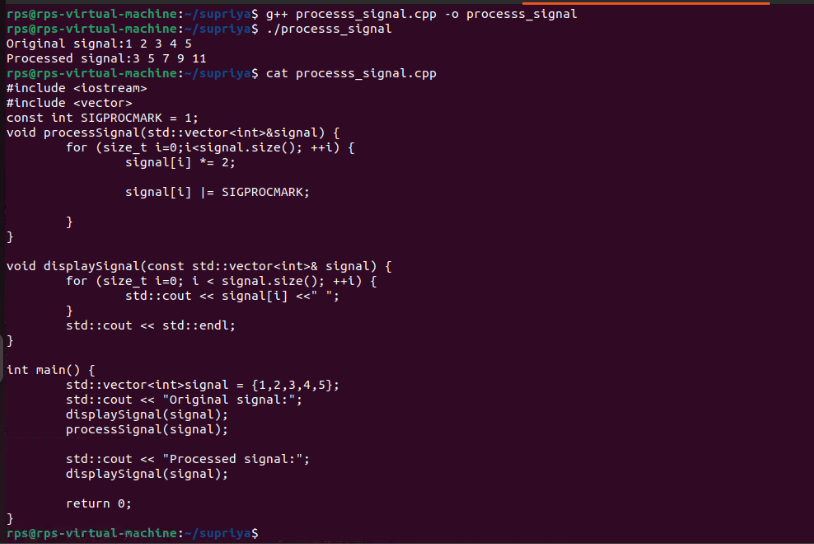 rps@rps-virtual-machine:~/supriya$ g++ processs_signal.cpp -o processs_signal
rps@rps-virtual-machine:~/supriya$ ./processs_signal
Original signal:1 2 3 4 5
Processed signal:3 5 7 9 11
rps@rps-virtual-machine:~/supriya$ cat processs_signal.cpp
#include <iostream>
#include <vector>
const int SIGPROCMARK = 1;
void processSignal(std::vector<int>&signal) {
        for (size_t i=0;i<signal.size(); ++i) {
                signal[i] *= 2;

                signal[i] |= SIGPROCMARK;

        }
}

void displaySignal(const std::vector<int>& signal) {
        for (size_t i=0; i < signal.size(); ++i) {
                std::cout << signal[i] <<" ";
        }
        std::cout << std::endl;
}

int main() {
        std::vector<int>signal = {1,2,3,4,5};
        std::cout << "Original signal:";
        displaySignal(signal);
        processSignal(signal);

        std::cout << "Processed signal:";
        displaySignal(signal);

        return 0;
}
rps@rps-virtual-machine:~/supriya$